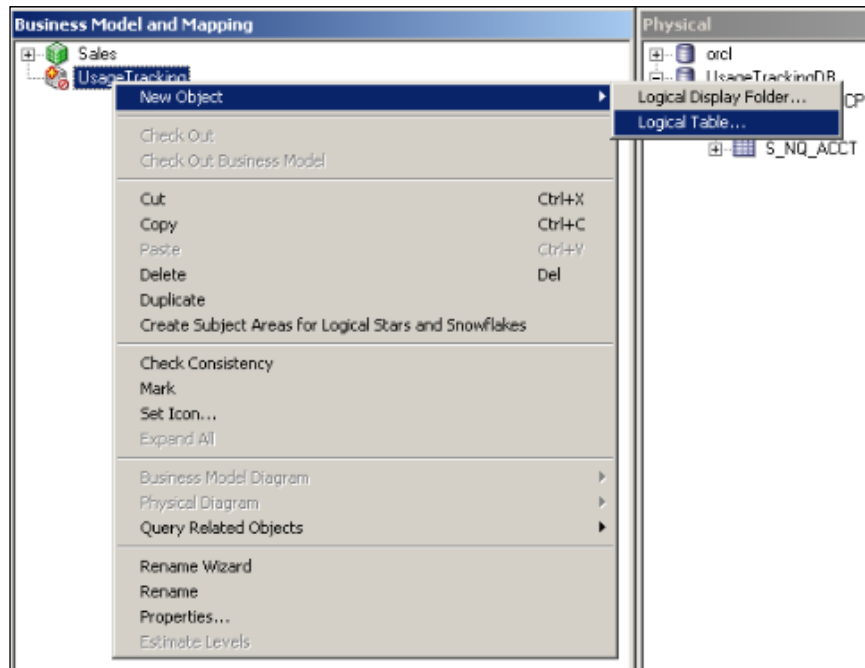 Business Model and Mapping
Physical
Sales
UsageTracking
orcl
UsageTrackingDB
New Object
Logical Display Folder...
CP
Logical Table...
S_NQ_ACCT
Check Out
Check Out Business Model
Cut Ctrl+X
Copy Ctrl+C
Paste Ctrl+V
Delete Del
Duplicate
Create Subject Areas for Logical Stars and Snowflakes
Check Consistency
Mark
Set Icon...
Expand All
Business Model Diagram
Physical Diagram
Query Related Objects
Rename Wizard
Rename
Properties...
Estimate Levels